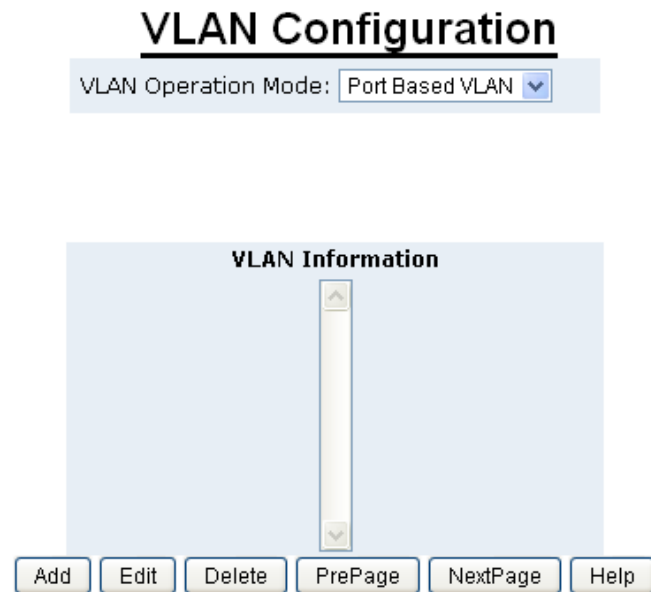 VLAN Configuration
VLAN Operation Mode: Port Based VLAN
VLAN Information
Add Edit Delete PrePage NextPage Help